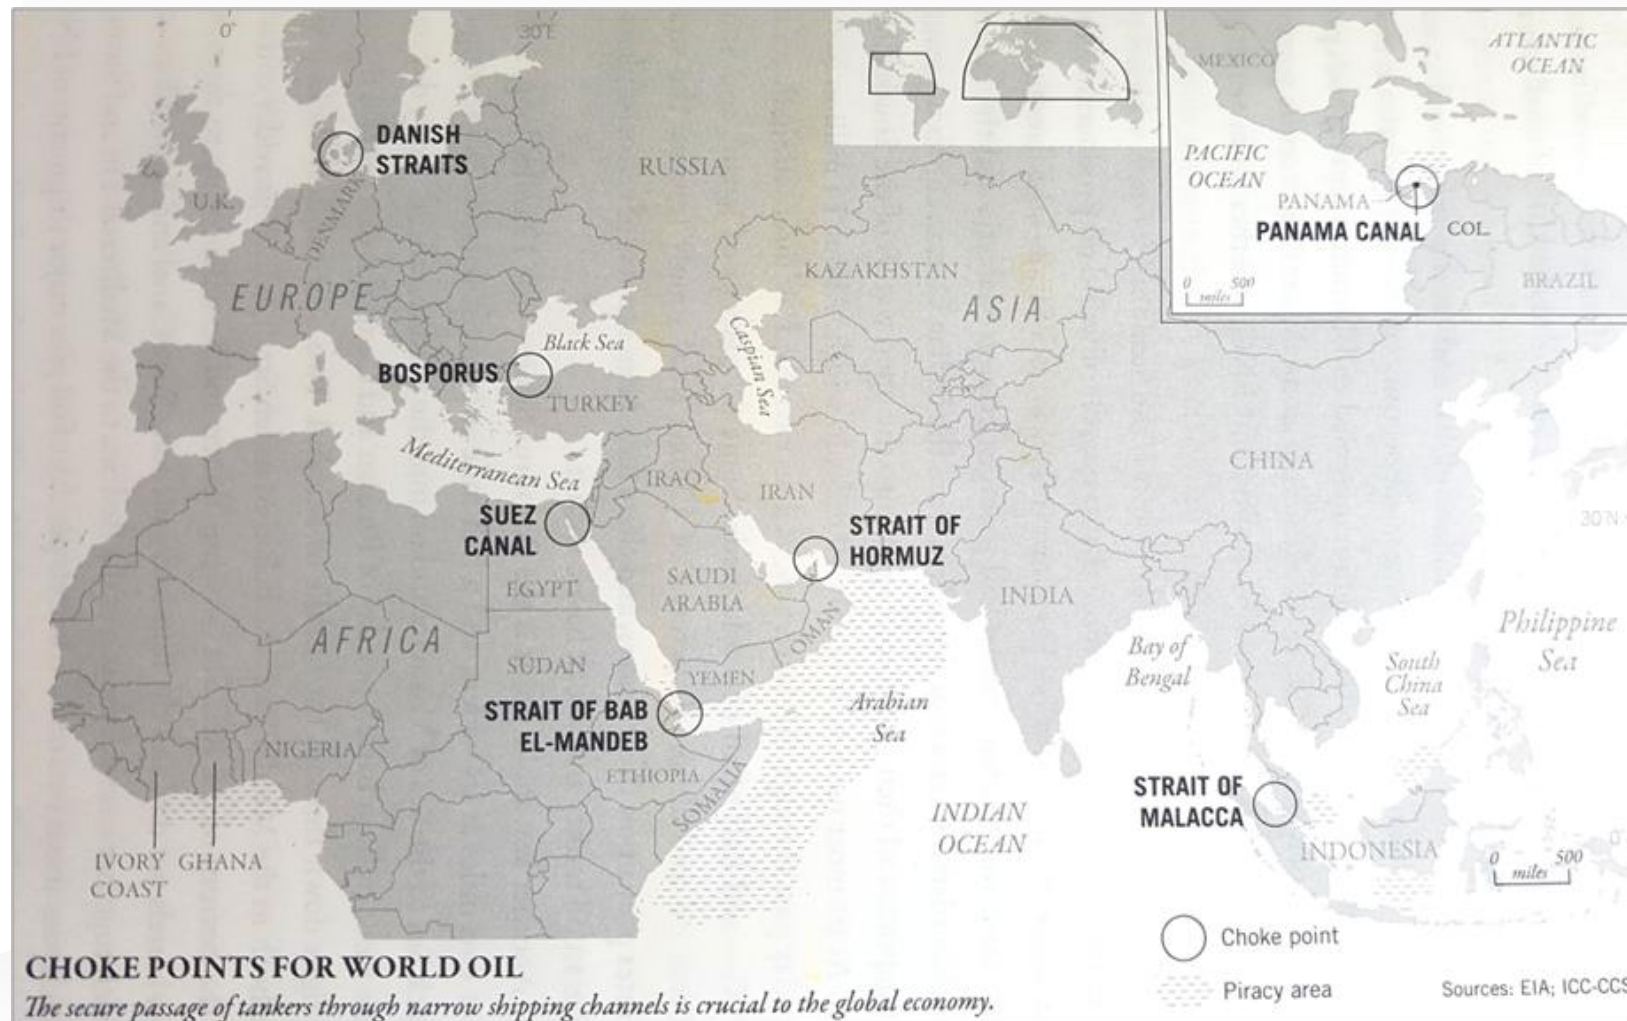 0°
30°E
DANISH
STRAITS
U.K.
DENMARK
RUSSIA
EUROPE
KAZAKHSTAN
ASIA
Black Sea
Caspian Sea
BOSPORUS
TURKEY
Mediterranean Sea
IRAQ
IRAN
CHINA
SUEZ
CANAL
STRAIT OF
HORMUZ
30°N
EGYPT
SAUDI
ARABIA
INDIA
OMAN
AFRICA
SUDAN
YEMEN
Bay of
Bengal
South
China
Sea
Philippine
Sea
STRAIT OF BAB
EL-MANDEB
Arabian
Sea
NIGERIA
ETHIOPIA
SOMALIA
INDIAN
OCEAN
STRAIT OF
MALACCA
INDONESIA
IVORY
COAST
GHANA
0°
0 500
miles
MEXICO
ATLANTIC
OCEAN
PACIFIC
OCEAN
PANAMA
PANAMA CANAL
COL.
BRAZIL
0 500
miles
Choke point
Piracy area
Sources: EIA; ICC-CCS
CHOKE POINTS FOR WORLD OIL
The secure passage of tankers through narrow shipping channels is crucial to the global economy.